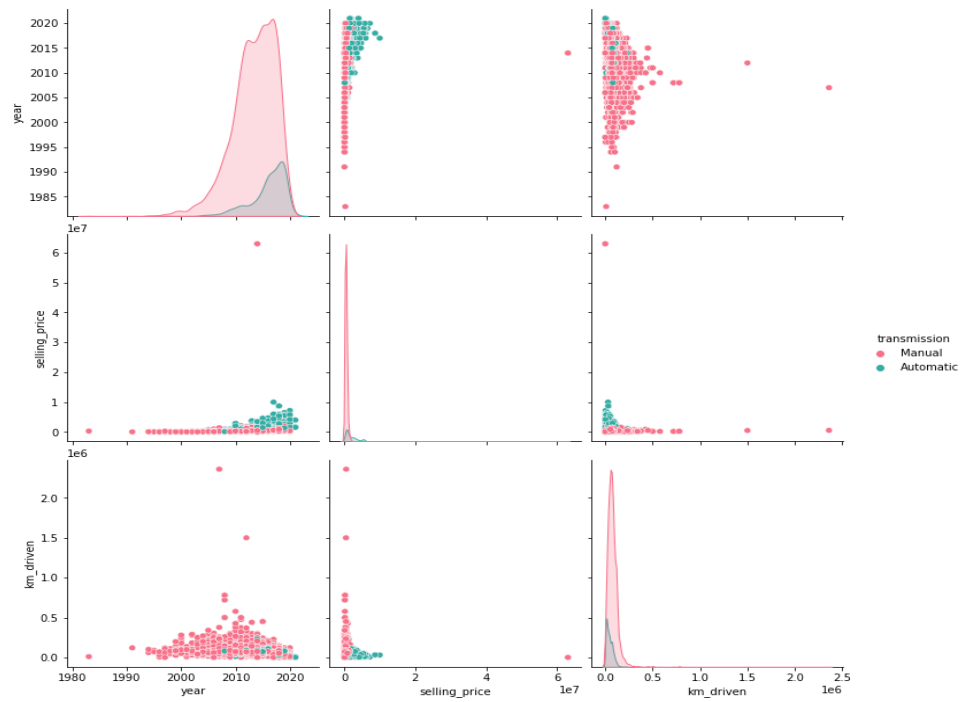 2020
2015
2010
2005
2000
1995
1990
1985
year
1e7
6
5
4
3
2
1
0
selling_price
transmission
Manual
Automatic
1e6
2.0
1.5
1.0
0.5
0.0
km_driven
1980 1990 2000 2010 2020
year
0 2 4 6
selling_price
1e7
0.0 0.5 1.0 1.5 2.0 2.5
km_driven
1e6